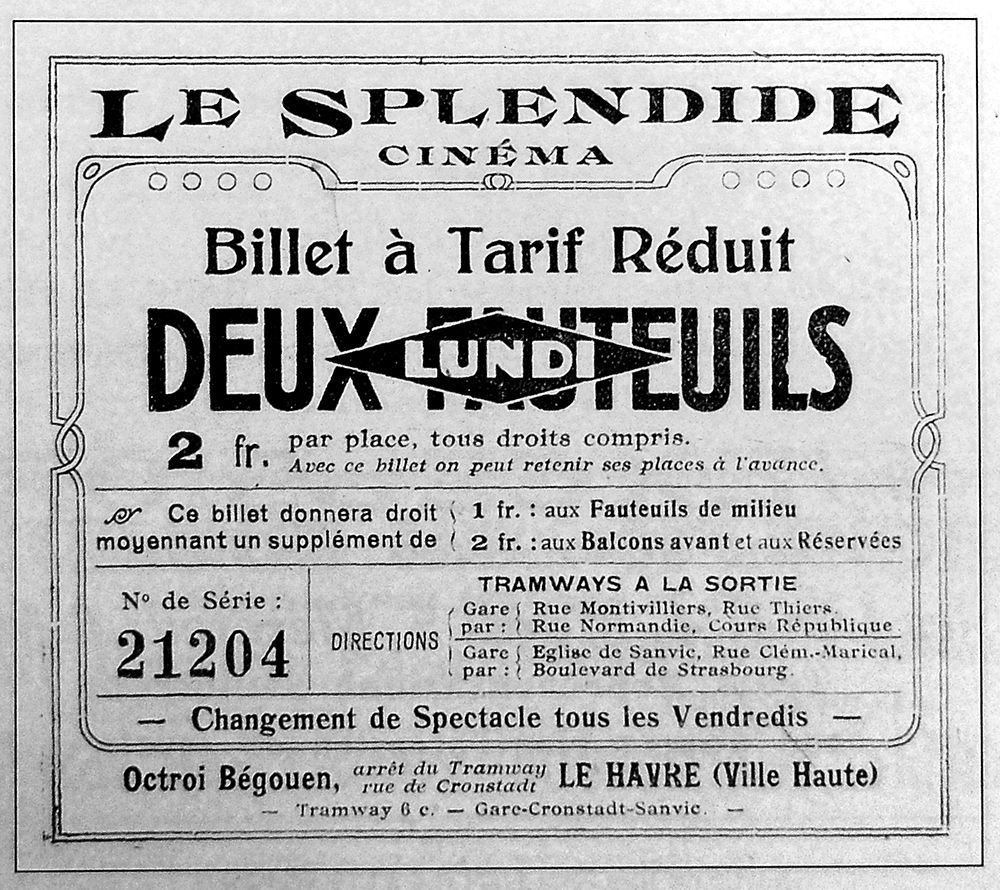 LE SPLENDIDE
CINÉMA
Billet à Tarif Réduit
DEUX FAUTEUILS
LUNDI
2 fr. par place, tous droits compris.
Avec ce billet on peut retenir ses places à l'avance.
Ce billet donnera droit
moyennant un supplément de
1 fr. : aux Fauteuils de milieu
2 fr. : aux Balcons avant et aux Réservées
No de Série :
21204
TRAMWAYS A LA SORTIE
DIRECTIONS
Gare par : Rue Montivilliers, Rue Thiers.
Rue Normandie, Cours République.
Gare par : Eglise de Sanvic, Rue Clém.-Marical,
Boulevard de Strasbourg.
— Changement de Spectacle tous les Vendredis —
Octroi Bégouen, arrêt du Tramway rue de Cronstadt LE HAVRE (Ville Haute)
— Tramway 6 c. — Gare-Cronstadt-Sanvic. —